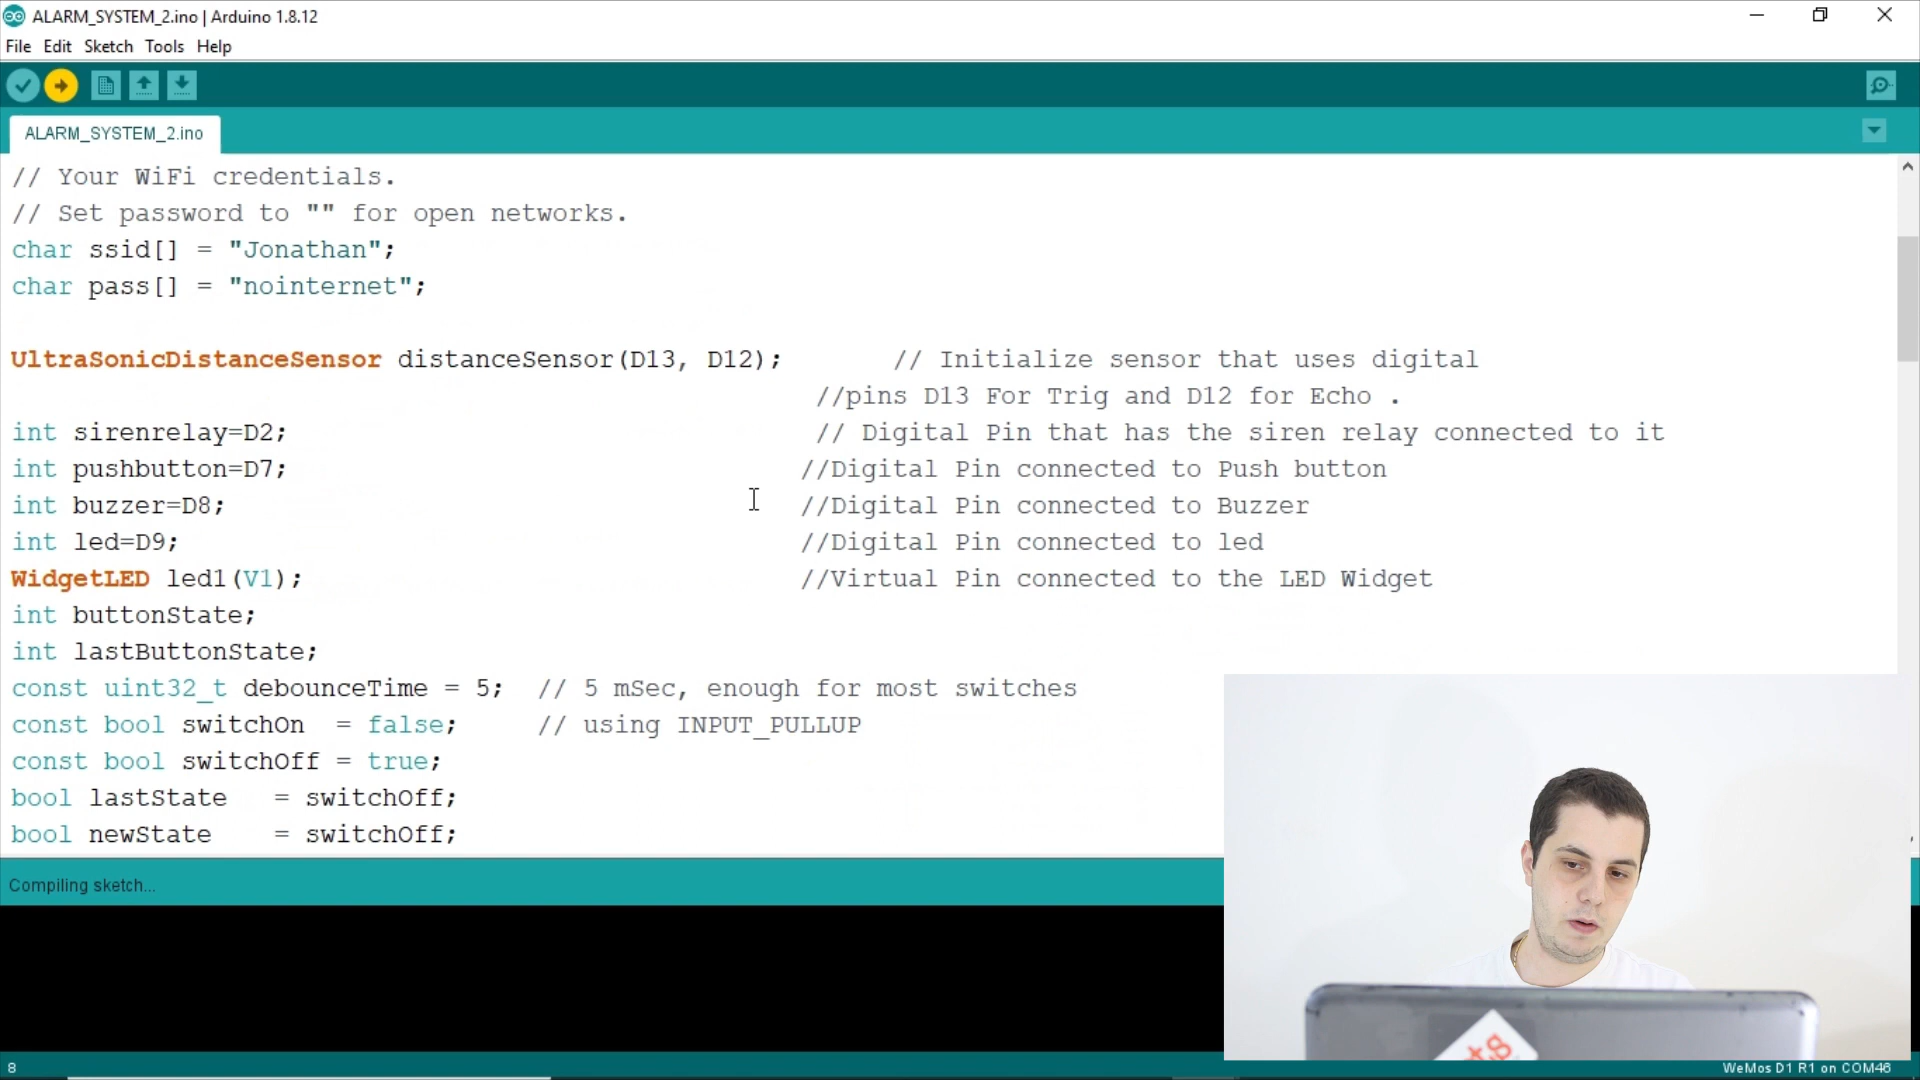 ALARM_SYSTEM_2.ino | Arduino 1.8.12
File Edit Sketch Tools Help
ALARM_SYSTEM_2.ino
// Your WiFi credentials.
// Set password to "" for open networks.
char ssid[] = "Jonathan";
char pass[] = "nointernet";
UltraSonicDistanceSensor distanceSensor(D13, D12); // Initialize sensor that uses digital
//pins D13 For Trig and D12 for Echo .
int sirenrelay=D2; // Digital Pin that has the siren relay connected to it
int pushbutton=D7; //Digital Pin connected to Push button
int buzzer=D8; //Digital Pin connected to Buzzer
int led=D9; //Digital Pin connected to led
WidgetLED led1(V1); //Virtual Pin connected to the LED Widget
int buttonState;
int lastButtonState;
const uint32_t debounceTime = 5; // 5 mSec, enough for most switches
const bool switchOn = false; // using INPUT_PULLUP
const bool switchOff = true;
bool lastState = switchOff;
bool newState = switchOff;
Compiling sketch...
8 WeMos D1 R1 on COM46